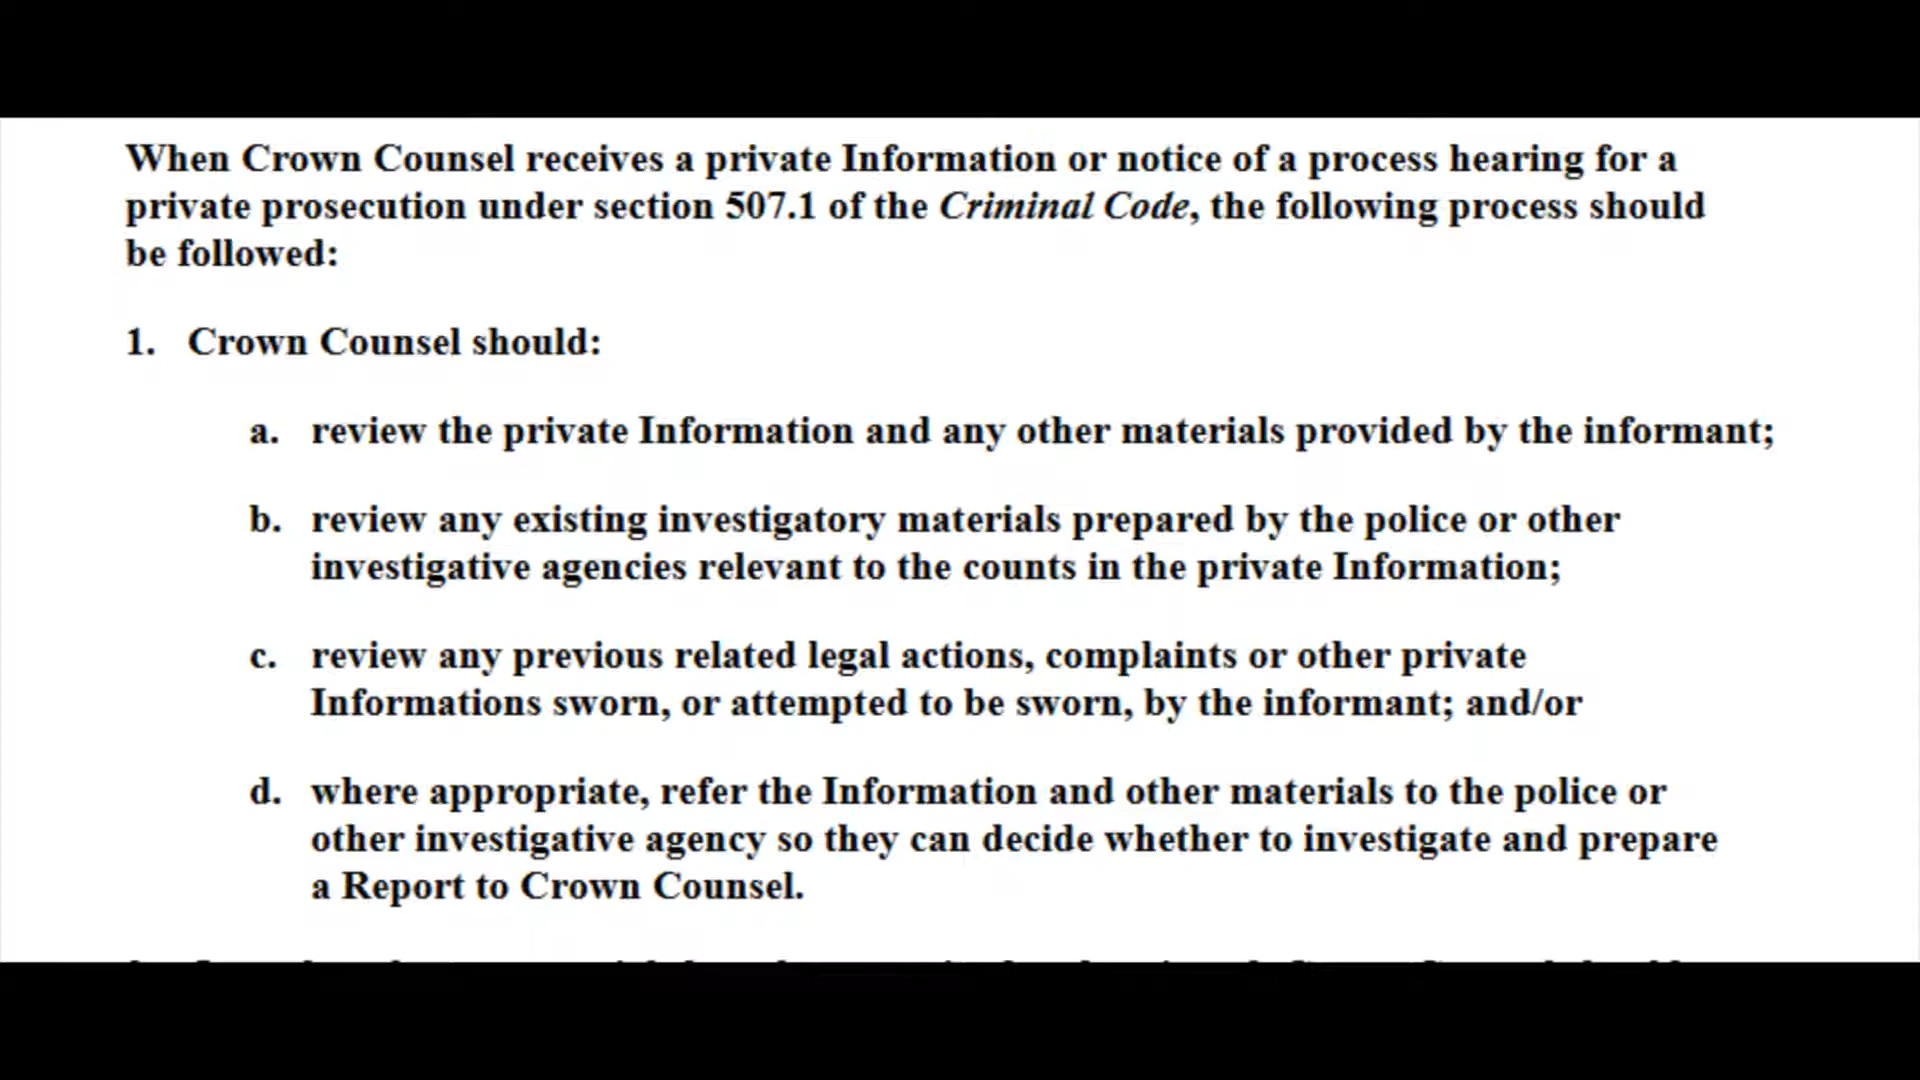 When Crown Counsel receives a private Information or notice of a process hearing for a
private prosecution under section 507.1 of the Criminal Code, the following process should
be followed:
1. Crown Counsel should:
a. review the private Information and any other materials provided by the informant;
b. review any existing investigatory materials prepared by the police or other
investigative agencies relevant to the counts in the private Information;
c. review any previous related legal actions, complaints or other private
Informations sworn, or attempted to be sworn, by the informant; and/or
d. where appropriate, refer the Information and other materials to the police or
other investigative agency so they can decide whether to investigate and prepare
a Report to Crown Counsel.